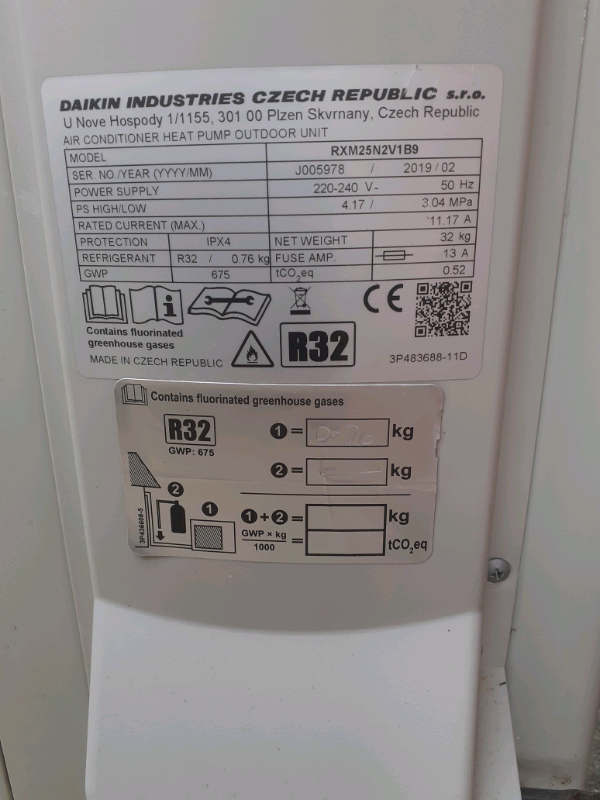 DAIKIN INDUSTRIES CZECH REPUBLIC s.r.o.
U Nove Hospody 1/1155, 301 00 Plzen Skvrnany, Czech Republic
AIR CONDITIONER HEAT PUMP OUTDOOR UNIT
MODEL RXM25N2V1B9
SER. NO./YEAR (YYYY/MM) J005978 / 2019/02
POWER SUPPLY 220-240 V~ 50 Hz
PS HIGH/LOW 4.17 / 3.04 MPa
RATED CURRENT (MAX.) 11.17 A
PROTECTION IPX4 NET WEIGHT 32 kg
REFRIGERANT R32 / 0.76 kg FUSE AMP. 13 A
GWP 675 tCO₂eq 0.52
Contains fluorinated
greenhouse gases
CE
R32
MADE IN CZECH REPUBLIC
3P483688-11D
Contains fluorinated greenhouse gases
R32
GWP: 675
1 = kg
2 = kg
2
1
1+2= kg
GWP × kg
1000
= tCO₂eq
3P436608-5